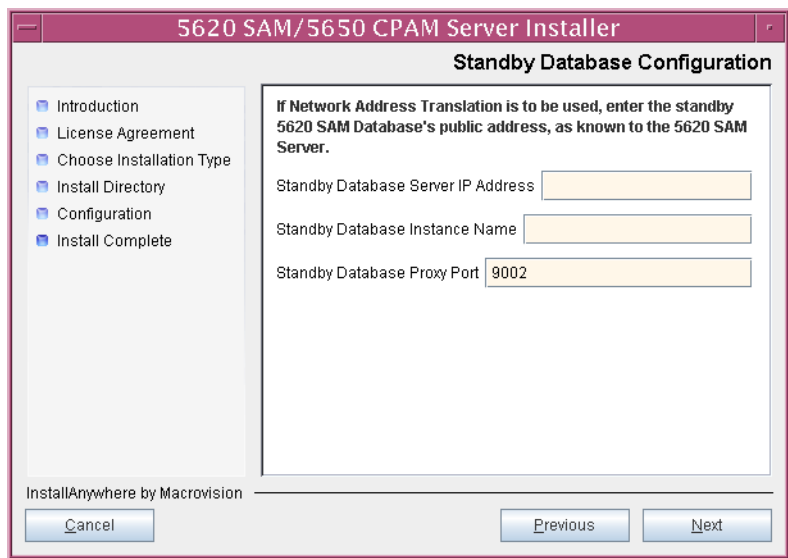 5620 SAM/5650 CPAM Server Installer
Standby Database Configuration
Introduction
License Agreement
Choose Installation Type
Install Directory
Configuration
Install Complete
If Network Address Translation is to be used, enter the standby
5620 SAM Database's public address, as known to the 5620 SAM
Server.
Standby Database Server IP Address
Standby Database Instance Name
Standby Database Proxy Port 9002
InstallAnywhere by Macrovision
Cancel Previous Next